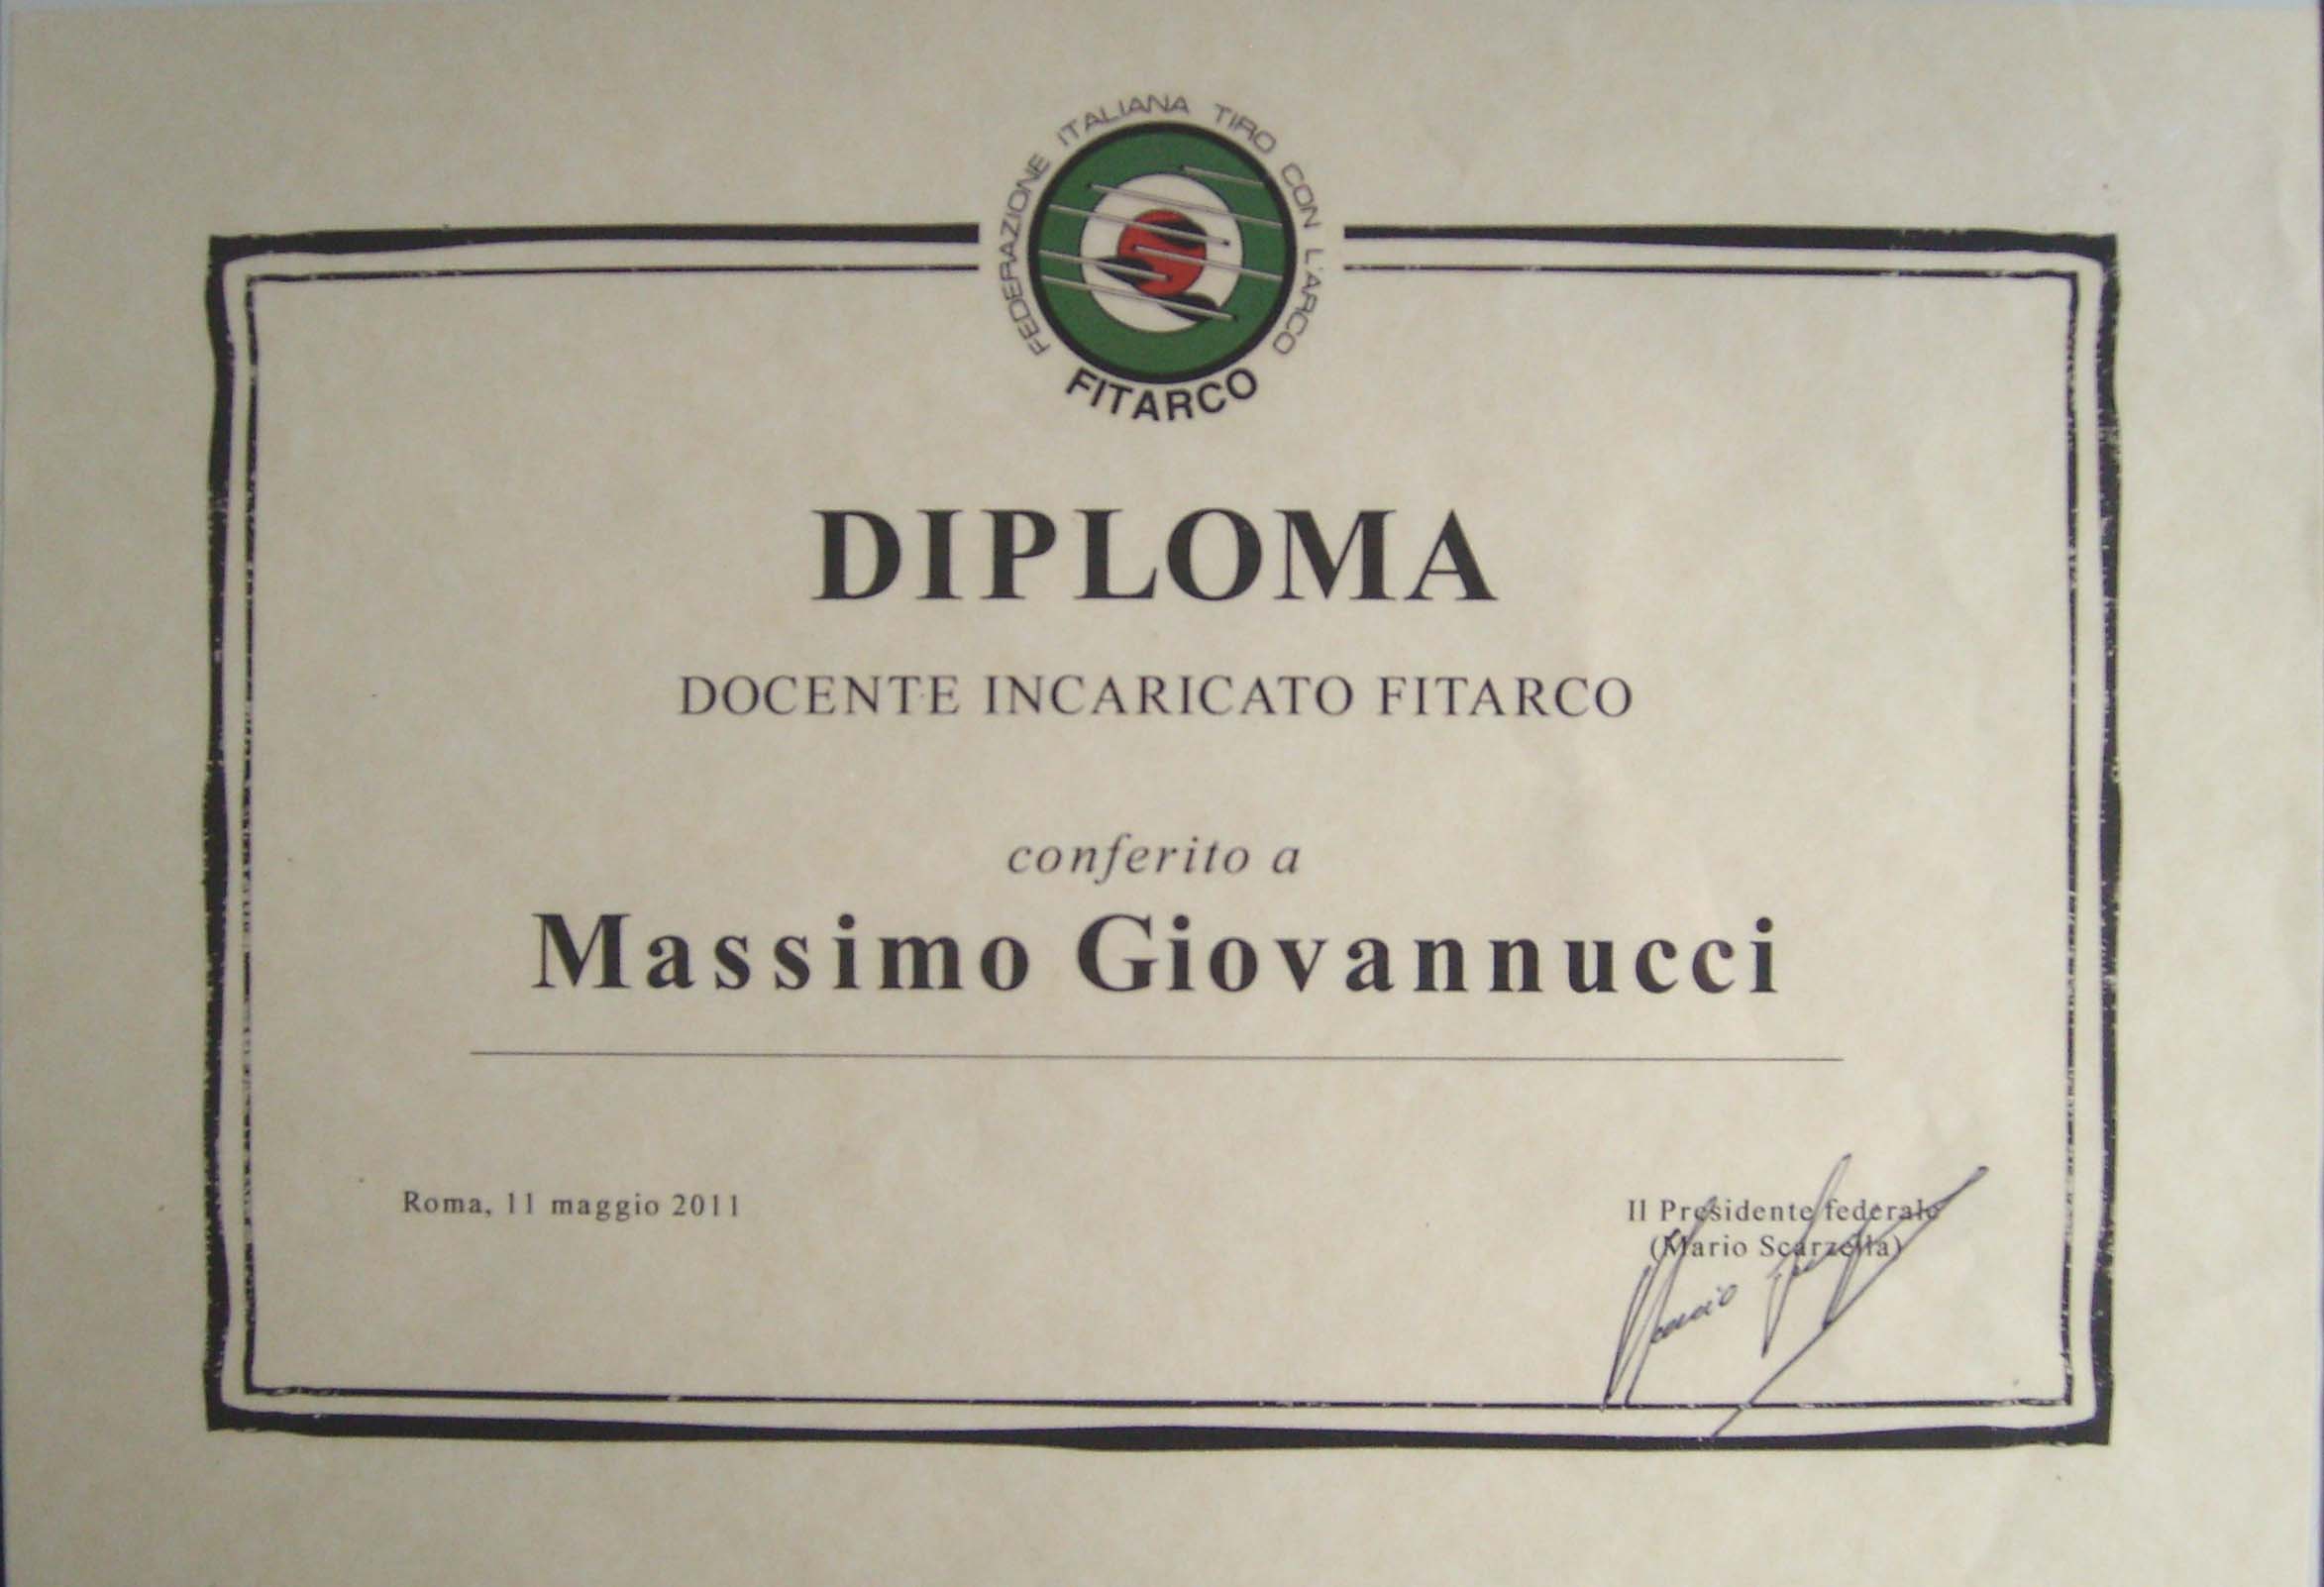 FEDERAZIONE ITALIANA TIRO CON L'ARCO
FITARCO
DIPLOMA
DOCENTE INCARICATO FITARCO
conferito a
Massimo Giovannucci
Roma, 11 maggio 2011
Il Presidente federale
(Mario Scarzella)